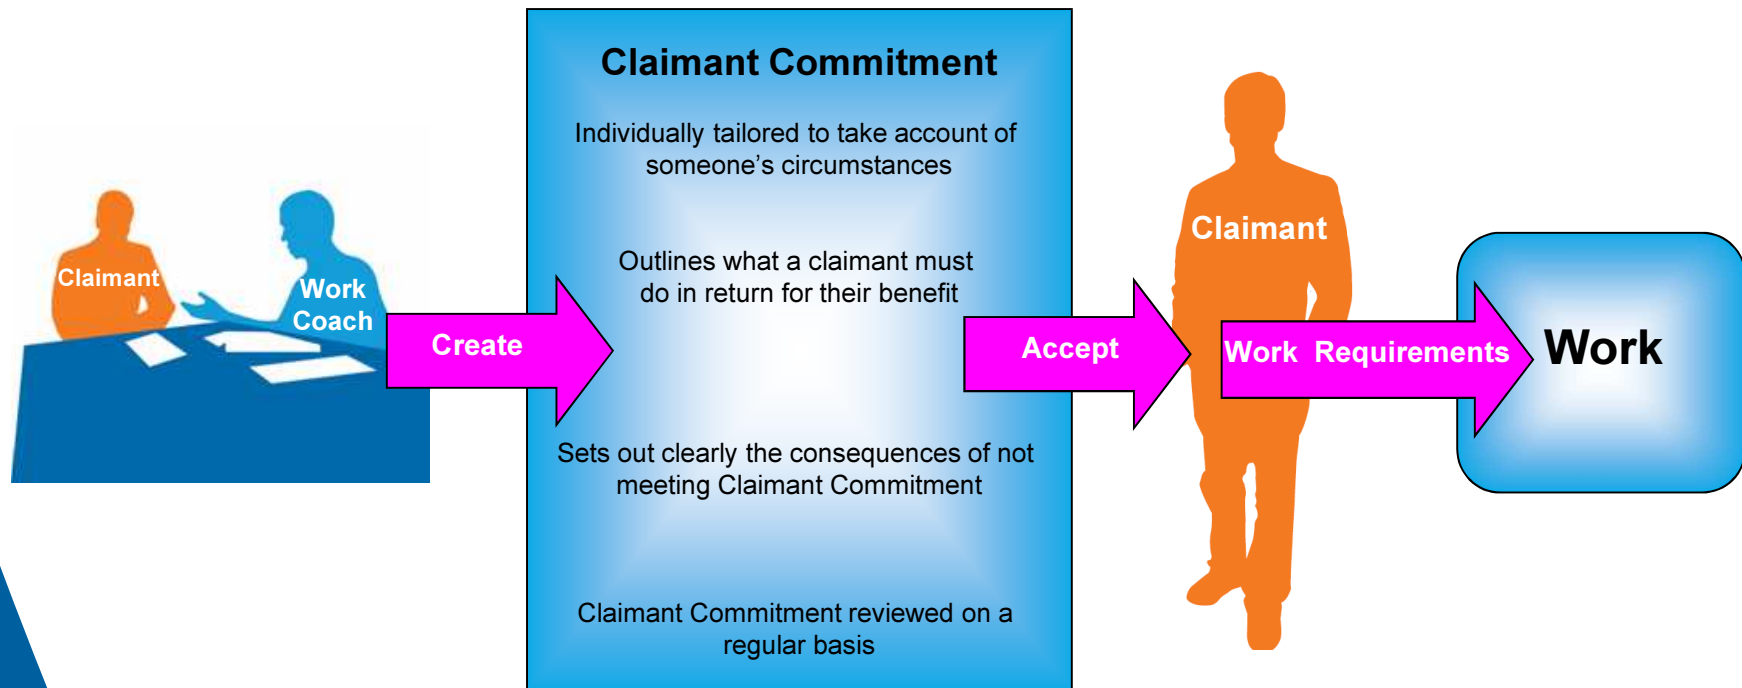 Claimant
Work
Coach
Create
Claimant Commitment
Individually tailored to take account of
someone’s circumstances
Outlines what a claimant must
do in return for their benefit
Sets out clearly the consequences of not
meeting Claimant Commitment
Claimant Commitment reviewed on a
regular basis
Accept
Claimant
Work Requirements
Work